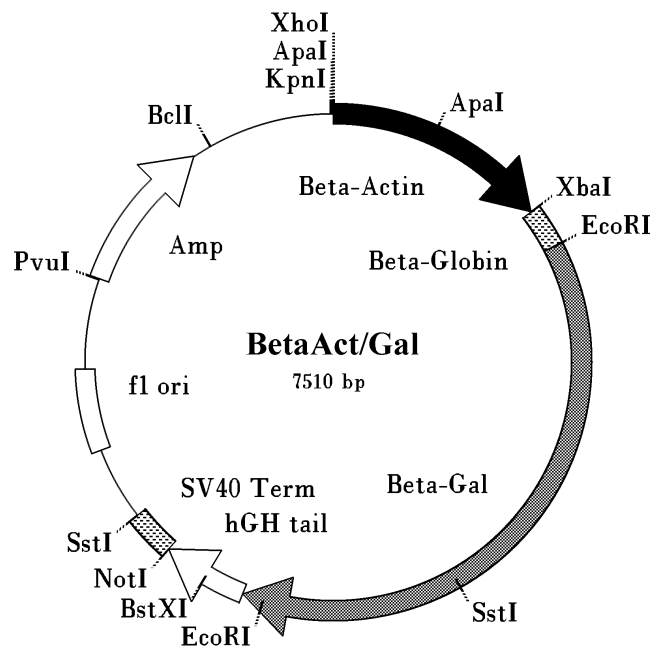 XhoI
ApaI
KpnI
ApaI
BclI
Beta-Actin
XbaI
EcoRI
Amp
PvuI
Beta-Globin
BetaAct/Gal
7510 bp
f1 ori
Beta-Gal
SV40 Term
hGH tail
SstI
NotI
BstXI
SstI
EcoRI